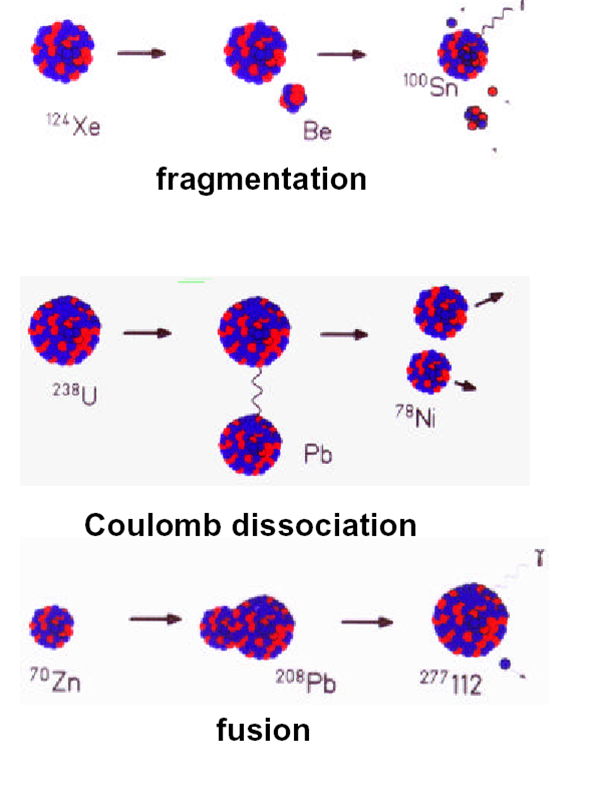 γ
¹⁰⁰Sn
¹²⁴Xe
Be
fragmentation
²³⁸U
⁷⁸Ni
Pb
Coulomb dissociation
γ
⁷⁰Zn
²⁰⁸Pb
²⁷⁷112
fusion